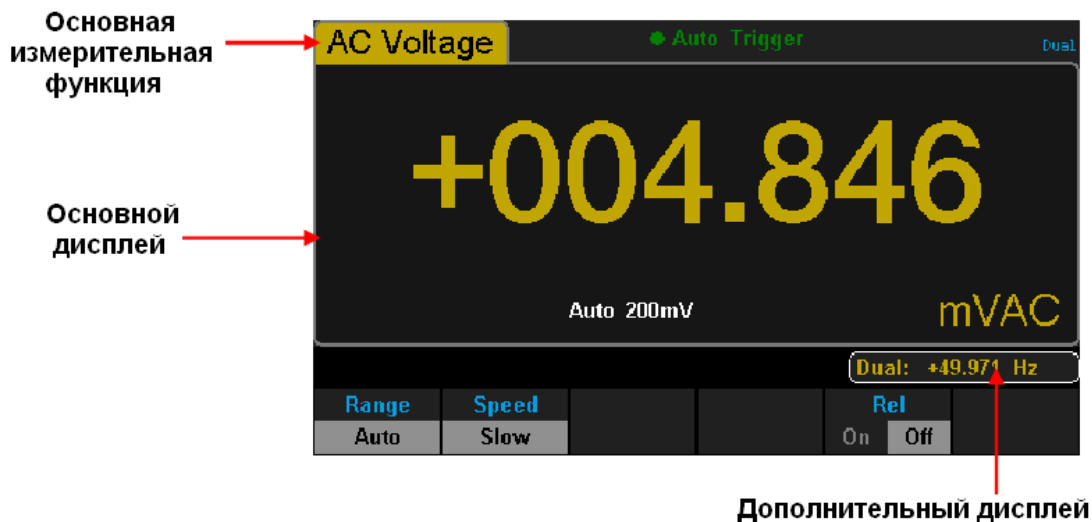 Основная
измерительная
функция
AC Voltage
Auto Trigger
Dual
+004.846
Основной
дисплей
Auto 200mV
mVAC
Dual: +49.971 Hz
Range
Speed
Rel
Auto
Slow
On
Off
Дополнительный дисплей